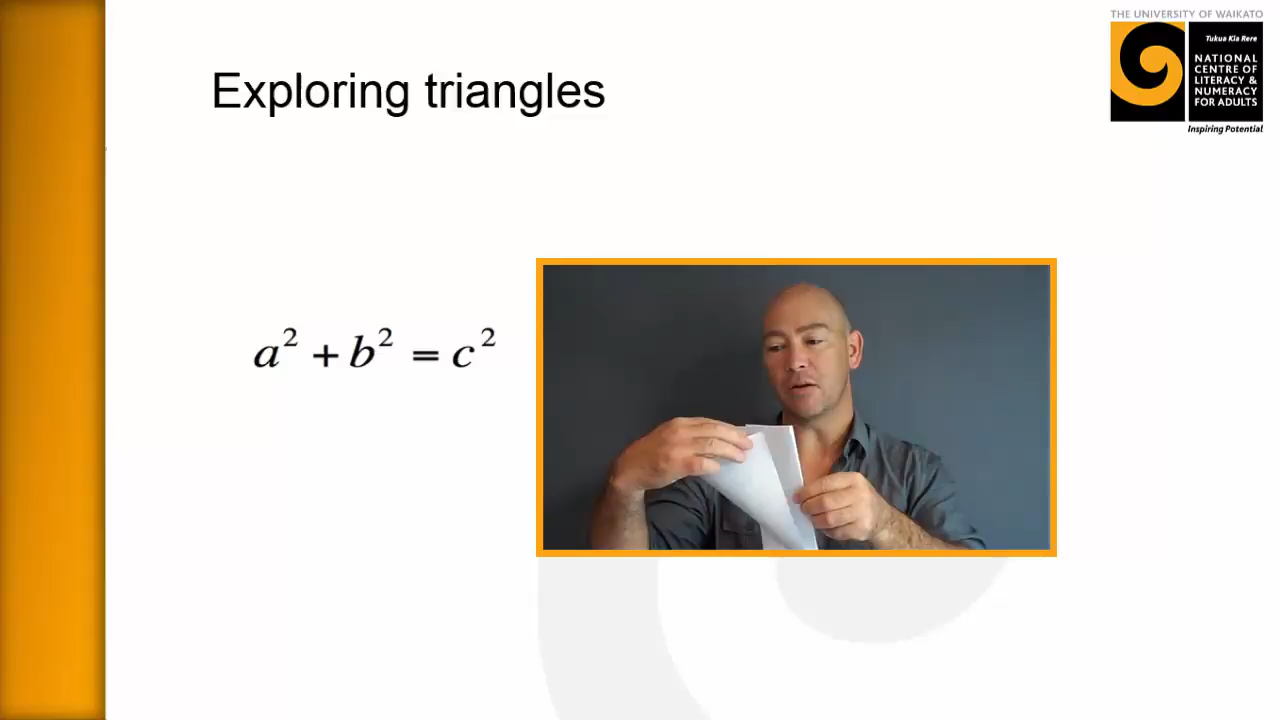 THE UNIVERSITY OF WAIKATO
Tukua Kia Rere
NATIONAL
CENTRE OF
LITERACY &
NUMERACY
FOR ADULTS
Inspiring Potential
Exploring triangles
a² + b² = c²